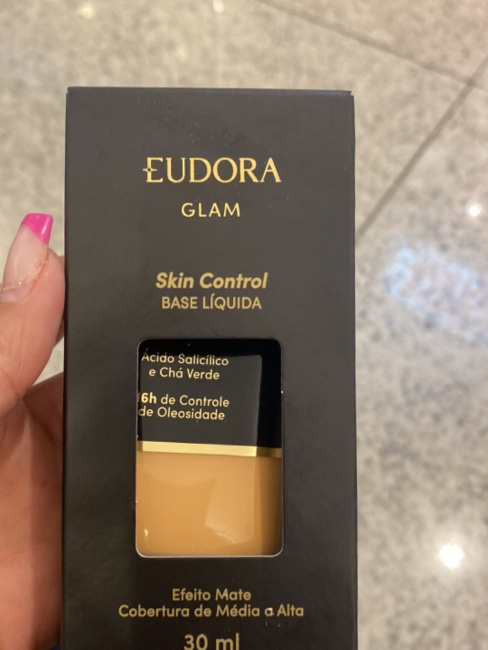 EUDORA
GLAM
Skin Control
BASE LÍQUIDA
Ácido Salicílico
e Chá Verde
6h de Controle
de Oleosidade
Efeito Mate
Cobertura de Média a Alta
30 ml